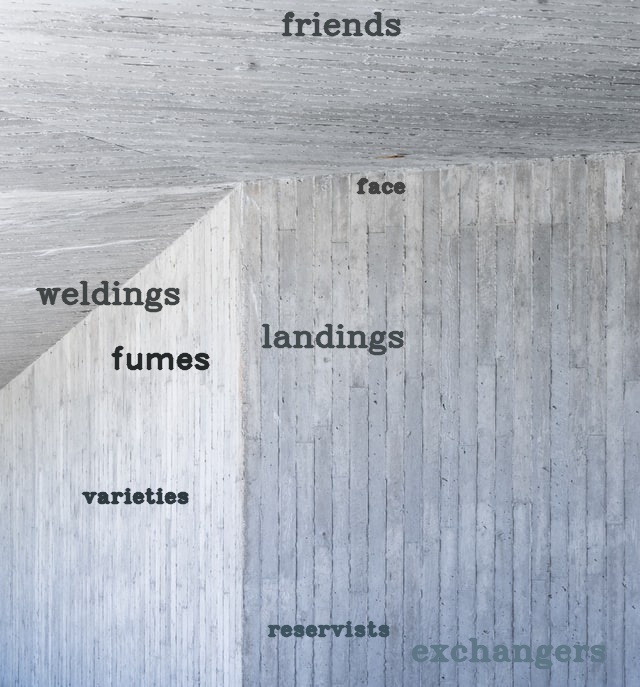 friends
face
weldings
landings
fumes
varieties
reservists
exchangers